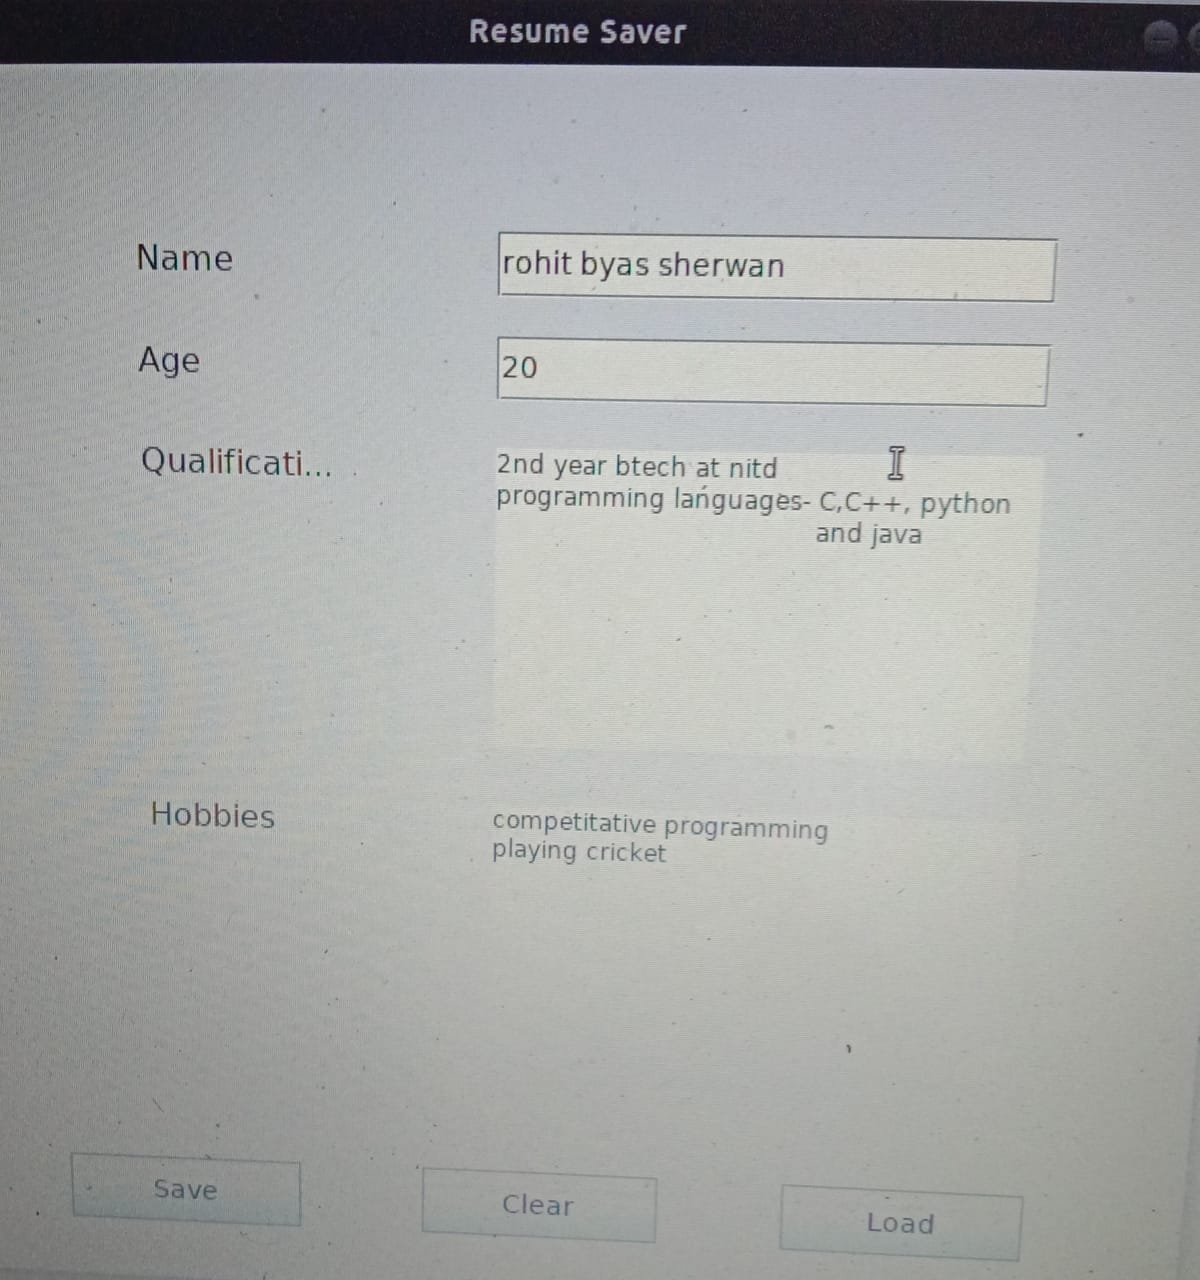 Resume Saver
Name
rohit byas sherwan
Age
20
Qualificati...
2nd year btech at nitd
programming languages- C,C++, python
and java
Hobbies
competitative programming
playing cricket
Save
Clear
Load